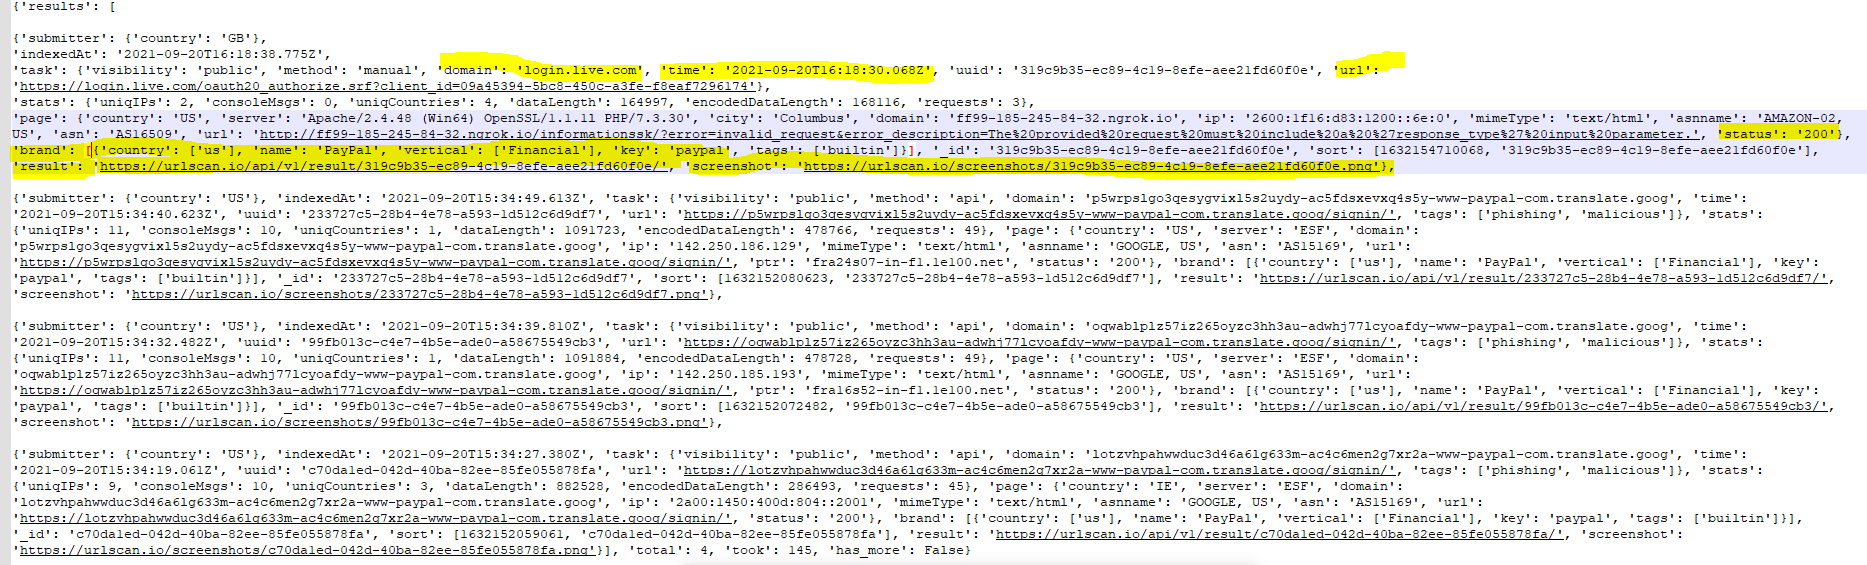 {'results': [
{'submitter': {'country': 'GB'},
'indexedAt': '2021-09-20T16:18:38.775Z',
'task': {'visibility': 'public', 'method': 'manual', 'domain': 'login.live.com', 'time': '2021-09-20T16:18:30.068Z', 'uuid': '319c9b35-ec89-4c19-8efe-aee21fd60f0e', 'url':
'https://login.live.com/oauth20_authorize.srf?client_id=09a45394-5bc8-450c-a3fe-f8eaf7296174'},
'stats': {'uniqIPs': 2, 'consoleMsgs': 0, 'uniqCountries': 4, 'dataLength': 164997, 'encodedDataLength': 168116, 'requests': 3},
'page': {'country': 'US', 'server': 'Apache/2.4.48 (Win64) OpenSSL/1.1.1l PHP/7.3.30', 'city': 'Columbus', 'domain': 'ff99-185-245-84-32.ngrok.io', 'ip': '2600:1f16:d83:1200::6e:0', 'mimeType': 'text/html', 'asnname': 'AMAZON-02,
US', 'asn': 'AS16509', 'url': 'http://ff99-185-245-84-32.ngrok.io/informationssk/?error=invalid_request&error_description=The%20provided%20request%20must%20include%20a%20%27response_type%27%20input%20parameter.', 'status': '200'},
'brand': [{'country': ['us'], 'name': 'PayPal', 'vertical': ['Financial'], 'key': 'paypal', 'tags': ['builtin']}], '_id': '319c9b35-ec89-4c19-8efe-aee21fd60f0e', 'sort': [1632154710068, '319c9b35-ec89-4c19-8efe-aee21fd60f0e'],
'result': 'https://urlscan.io/api/v1/result/319c9b35-ec89-4c19-8efe-aee21fd60f0e/', 'screenshot': 'https://urlscan.io/screenshots/319c9b35-ec89-4c19-8efe-aee21fd60f0e.png'},
{'submitter': {'country': 'US'}, 'indexedAt': '2021-09-20T15:34:49.613Z', 'task': {'visibility': 'public', 'method': 'api', 'domain': 'p5wrpslgo3qesygvixl5s2uydy-ac5fdsxevxq4s5y-www-paypal-com.translate.goog', 'time':
'2021-09-20T15:34:40.623Z', 'uuid': '233727c5-28b4-4e78-a593-1d512c6d9df7', 'url': 'https://p5wrpslgo3qesygvixl5s2uydy-ac5fdsxevxq4s5y-www-paypal-com.translate.goog/signin/', 'tags': ['phishing', 'malicious']}, 'stats':
{'uniqIPs': 11, 'consoleMsgs': 10, 'uniqCountries': 1, 'dataLength': 1091723, 'encodedDataLength': 478766, 'requests': 49}, 'page': {'country': 'US', 'server': 'ESF', 'domain':
'p5wrpslgo3qesygvixl5s2uydy-ac5fdsxevxq4s5y-www-paypal-com.translate.goog', 'ip': '142.250.186.129', 'mimeType': 'text/html', 'asnname': 'GOOGLE, US', 'asn': 'AS15169', 'url':
'https://p5wrpslgo3qesygvixl5s2uydy-ac5fdsxevxq4s5y-www-paypal-com.translate.goog/signin/', 'ptr': 'fra24s07-in-f1.1e100.net', 'status': '200'}, 'brand': [{'country': ['us'], 'name': 'PayPal', 'vertical': ['Financial'], 'key':
'paypal', 'tags': ['builtin']}], '_id': '233727c5-28b4-4e78-a593-1d512c6d9df7', 'sort': [1632152080623, '233727c5-28b4-4e78-a593-1d512c6d9df7'], 'result': 'https://urlscan.io/api/v1/result/233727c5-28b4-4e78-a593-1d512c6d9df7/',
'screenshot': 'https://urlscan.io/screenshots/233727c5-28b4-4e78-a593-1d512c6d9df7.png'},
{'submitter': {'country': 'US'}, 'indexedAt': '2021-09-20T15:34:39.810Z', 'task': {'visibility': 'public', 'method': 'api', 'domain': 'oqwablplz57iz265oyzc3hh3au-adwhj77lcyoafdy-www-paypal-com.translate.goog', 'time':
'2021-09-20T15:34:32.482Z', 'uuid': '99fb013c-c4e7-4b5e-ade0-a58675549cb3', 'url': 'https://oqwablplz57iz265oyzc3hh3au-adwhj77lcyoafdy-www-paypal-com.translate.goog/signin/', 'tags': ['phishing', 'malicious']}, 'stats':
{'uniqIPs': 11, 'consoleMsgs': 10, 'uniqCountries': 1, 'dataLength': 1091884, 'encodedDataLength': 478728, 'requests': 49}, 'page': {'country': 'US', 'server': 'ESF', 'domain':
'oqwablplz57iz265oyzc3hh3au-adwhj77lcyoafdy-www-paypal-com.translate.goog', 'ip': '142.250.185.193', 'mimeType': 'text/html', 'asnname': 'GOOGLE, US', 'asn': 'AS15169', 'url':
'https://oqwablplz57iz265oyzc3hh3au-adwhj77lcyoafdy-www-paypal-com.translate.goog/signin/', 'ptr': 'fra16s52-in-f1.1e100.net', 'status': '200'}, 'brand': [{'country': ['us'], 'name': 'PayPal', 'vertical': ['Financial'], 'key':
'paypal', 'tags': ['builtin']}], '_id': '99fb013c-c4e7-4b5e-ade0-a58675549cb3', 'sort': [1632152072482, '99fb013c-c4e7-4b5e-ade0-a58675549cb3'], 'result': 'https://urlscan.io/api/v1/result/99fb013c-c4e7-4b5e-ade0-a58675549cb3/',
'screenshot': 'https://urlscan.io/screenshots/99fb013c-c4e7-4b5e-ade0-a58675549cb3.png'},
{'submitter': {'country': 'US'}, 'indexedAt': '2021-09-20T15:34:27.380Z', 'task': {'visibility': 'public', 'method': 'api', 'domain': 'lotzvhpahwwduc3d46a6lg633m-ac4c6men2g7xr2a-www-paypal-com.translate.goog', 'time':
'2021-09-20T15:34:19.061Z', 'uuid': 'c70da1ed-042d-40ba-82ee-85fe055878fa', 'url': 'https://lotzvhpahwwduc3d46a6lg633m-ac4c6men2g7xr2a-www-paypal-com.translate.goog/signin/', 'tags': ['phishing', 'malicious']}, 'stats':
{'uniqIPs': 9, 'consoleMsgs': 10, 'uniqCountries': 3, 'dataLength': 882528, 'encodedDataLength': 286493, 'requests': 45}, 'page': {'country': 'IE', 'server': 'ESF', 'domain':
'lotzvhpahwwduc3d46a6lg633m-ac4c6men2g7xr2a-www-paypal-com.translate.goog', 'ip': '2a00:1450:400d:804::2001', 'mimeType': 'text/html', 'asnname': 'GOOGLE, US', 'asn': 'AS15169', 'url':
'https://lotzvhpahwwduc3d46a6lg633m-ac4c6men2g7xr2a-www-paypal-com.translate.goog/signin/', 'status': '200'}, 'brand': [{'country': ['us'], 'name': 'PayPal', 'vertical': ['Financial'], 'key': 'paypal', 'tags': ['builtin']}],
'_id': 'c70da1ed-042d-40ba-82ee-85fe055878fa', 'sort': [1632152059061, 'c70da1ed-042d-40ba-82ee-85fe055878fa'], 'result': 'https://urlscan.io/api/v1/result/c70da1ed-042d-40ba-82ee-85fe055878fa/', 'screenshot':
'https://urlscan.io/screenshots/c70da1ed-042d-40ba-82ee-85fe055878fa.png'}], 'total': 4, 'took': 145, 'has_more': False}